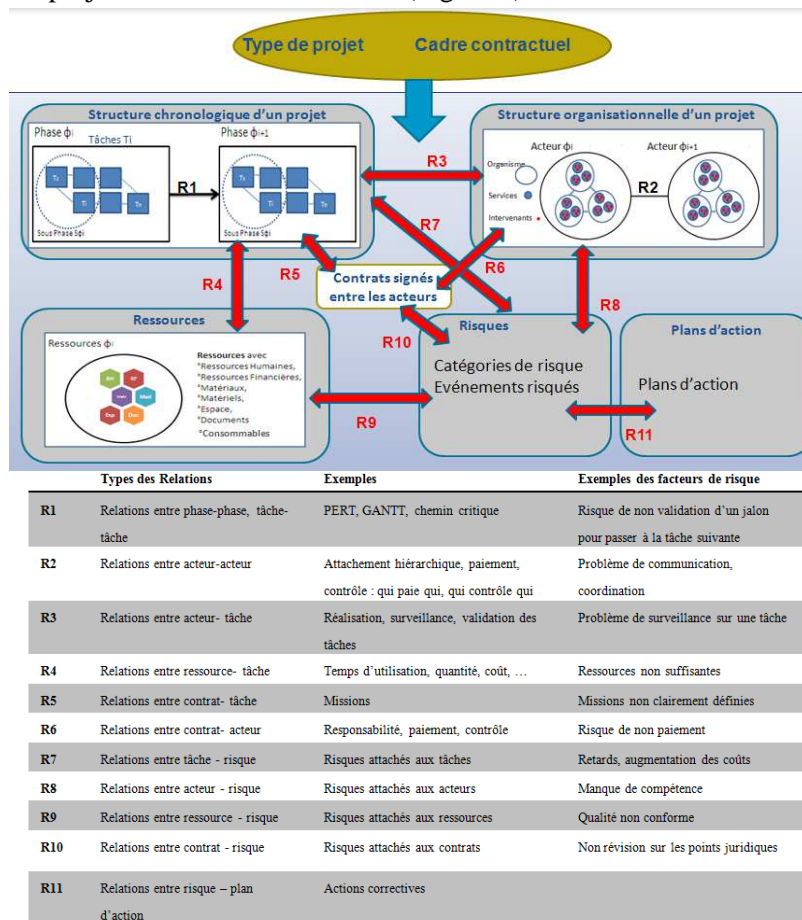 Type de projet Cadre contractuel
Structure chronologique d'un projet
Phase ϕi
Tâches Ti
Phase ϕi+1
R1
Sous Phase Sϕi
Sous Phase Sϕi
Structure organisationnelle d'un projet
Acteur ϕi
Acteur ϕi+1
Organisme
Services
Intervenants
R2
R3
R7
R6
R5
R4
R8
Contrats signés
entre les acteurs
R10
Ressources
Ressources ϕi
Ressources avec
*Ressources Humaines,
*Ressources Financières,
*Matériaux,
*Matériels,
*Espace,
*Documents
*Consommables
R9
Risques
Catégories de risque
Evénements risqués
R11
Plans d'action
Plans d'action
Types des Relations Exemples Exemples des facteurs de risque
R1 Relations entre phase-phase, tâche- PERT, GANTT, chemin critique Risque de non validation d'un jalon
tâche pour passer à la tâche suivante
R2 Relations entre acteur-acteur Attachement hiérarchique, paiement, Problème de communication,
contrôle : qui paie qui, qui contrôle qui coordination
R3 Relations entre acteur- tâche Réalisation, surveillance, validation des Problème de surveillance sur une tâche
tâches
R4 Relations entre ressource- tâche Temps d'utilisation, quantité, coût, … Ressources non suffisantes
R5 Relations entre contrat- tâche Missions Missions non clairement définies
R6 Relations entre contrat- acteur Responsabilité, paiement, contrôle Risque de non paiement
R7 Relations entre tâche - risque Risques attachés aux tâches Retards, augmentation des coûts
R8 Relations entre acteur - risque Risques attachés aux acteurs Manque de compétence
R9 Relations entre ressource - risque Risques attachés aux ressources Qualité non conforme
R10 Relations entre contrat - risque Risques attachés aux contrats Non révision sur les points juridiques
R11 Relations entre risque – plan Actions correctives
d'action